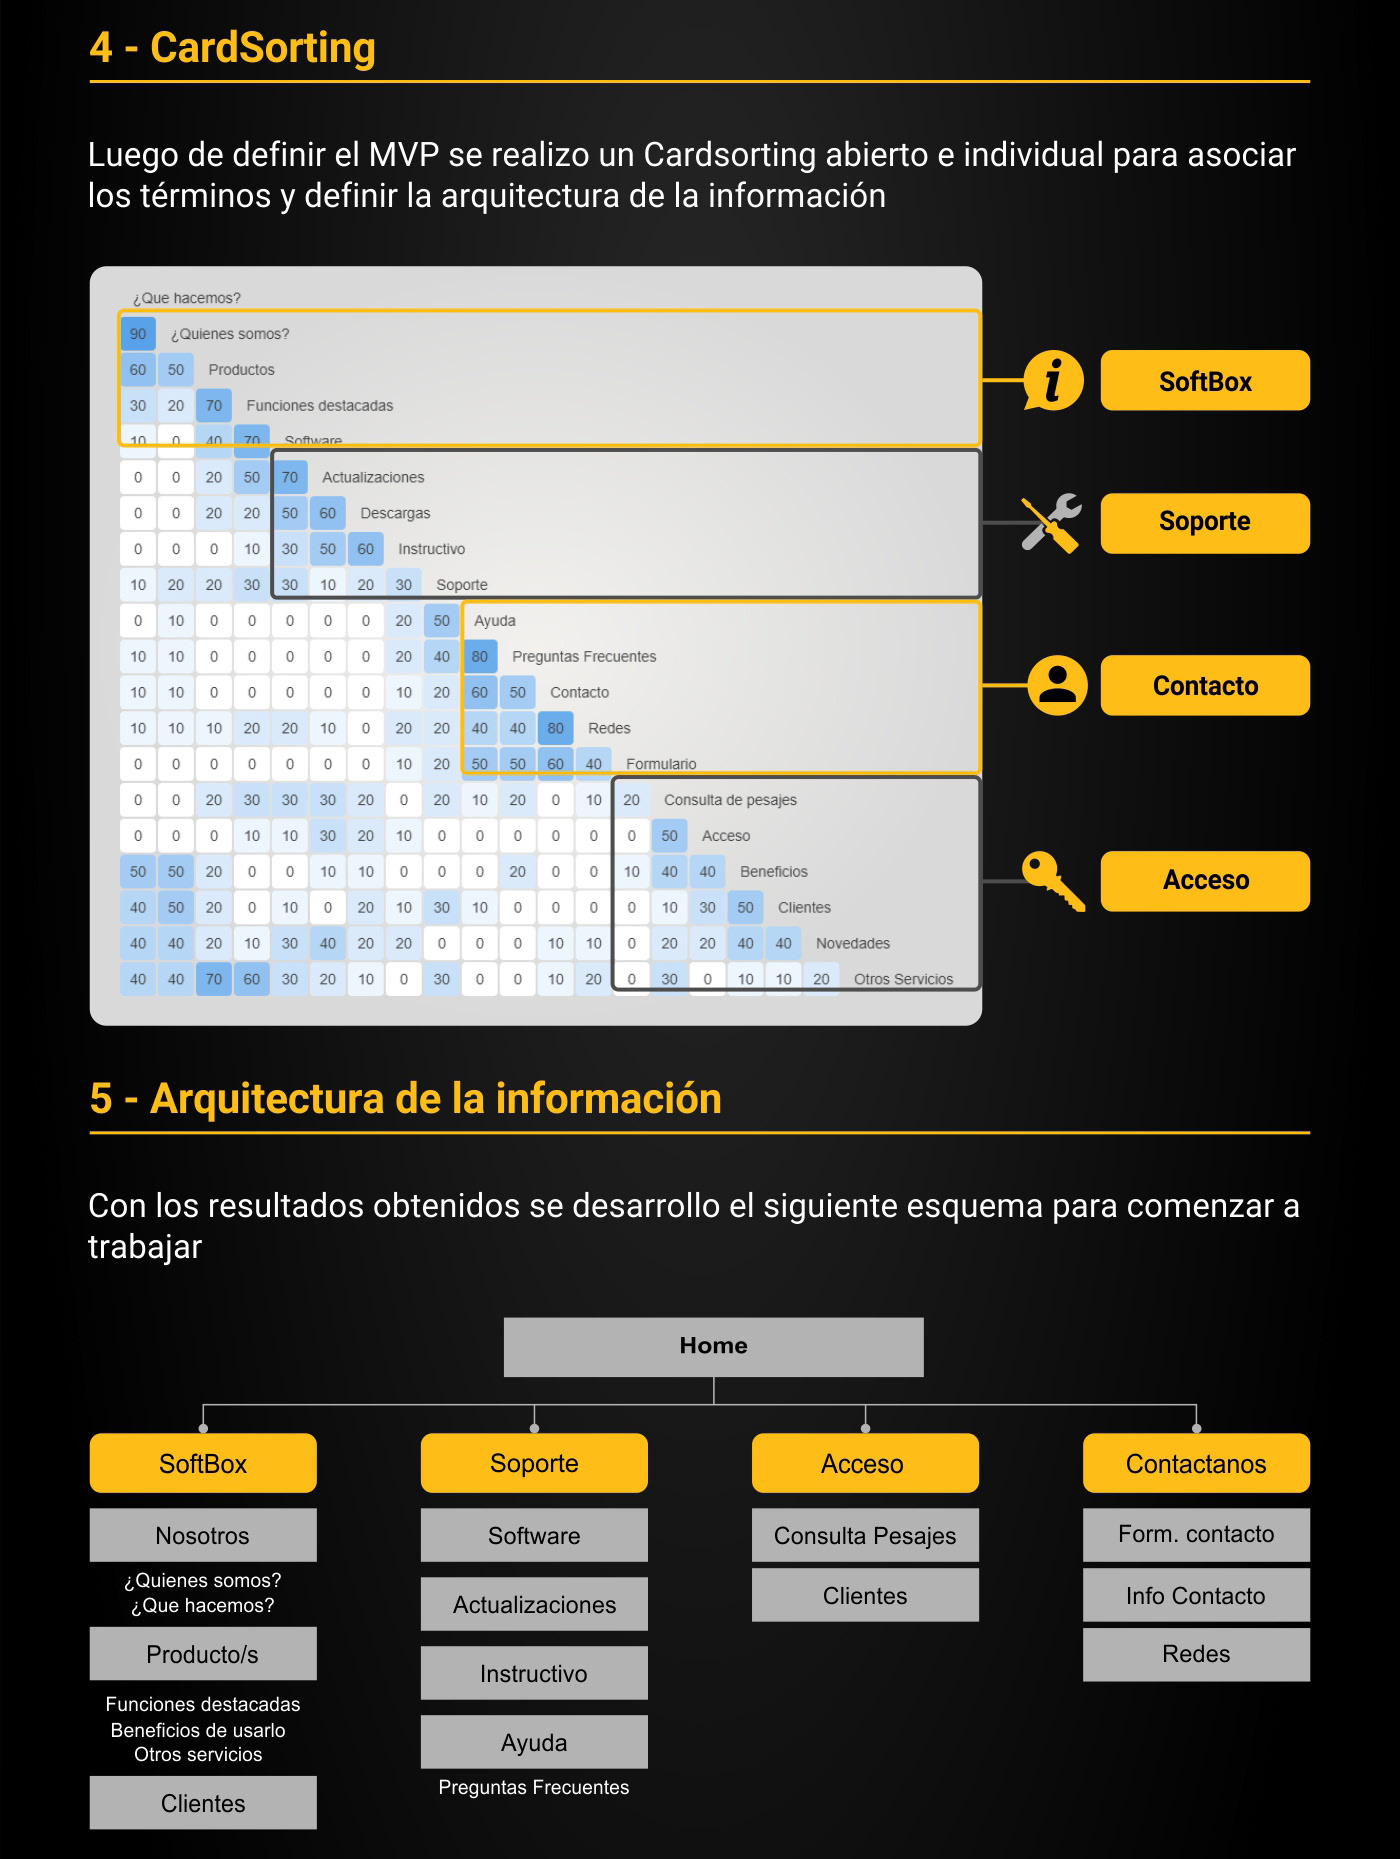 4 - CardSorting
Luego de definir el MVP se realizo un Cardsorting abierto e individual para asociar
los términos y definir la arquitectura de la información
¿Que hacemos?
90 ¿Quienes somos?
60 50 Productos
30 20 70 Funciones destacadas
10 0 40 70 Software
0 0 20 50 70 Actualizaciones
0 0 20 20 50 60 Descargas
0 0 0 10 30 50 60 Instructivo
10 20 20 30 30 10 20 30 Soporte
0 10 0 0 0 0 0 20 50 Ayuda
10 10 0 0 0 0 0 20 40 80 Preguntas Frecuentes
10 10 0 0 0 0 0 10 20 60 50 Contacto
10 10 10 20 20 10 0 20 20 40 40 80 Redes
0 0 0 0 0 0 0 10 20 50 50 60 40 Formulario
0 0 20 30 30 30 20 0 20 10 20 0 10 20 Consulta de pesajes
0 0 0 10 10 30 20 10 0 0 0 0 0 0 50 Acceso
50 50 20 0 0 10 10 0 0 0 20 0 0 10 40 40 Beneficios
40 50 20 0 10 0 20 10 30 10 0 0 0 0 10 30 50 Clientes
40 40 20 10 30 40 20 20 0 0 0 10 10 0 20 20 40 40 Novedades
40 40 70 60 30 20 10 0 30 0 0 10 20 0 30 0 10 10 20 Otros Servicios
SoftBox
Soporte
Contacto
Acceso
5 - Arquitectura de la información
Con los resultados obtenidos se desarrollo el siguiente esquema para comenzar a
trabajar
Home
SoftBox
Nosotros
¿Quienes somos?
¿Que hacemos?
Producto/s
Funciones destacadas
Beneficios de usarlo
Otros servicios
Clientes
Soporte
Software
Actualizaciones
Instructivo
Ayuda
Preguntas Frecuentes
Acceso
Consulta Pesajes
Clientes
Contactanos
Form. contacto
Info Contacto
Redes